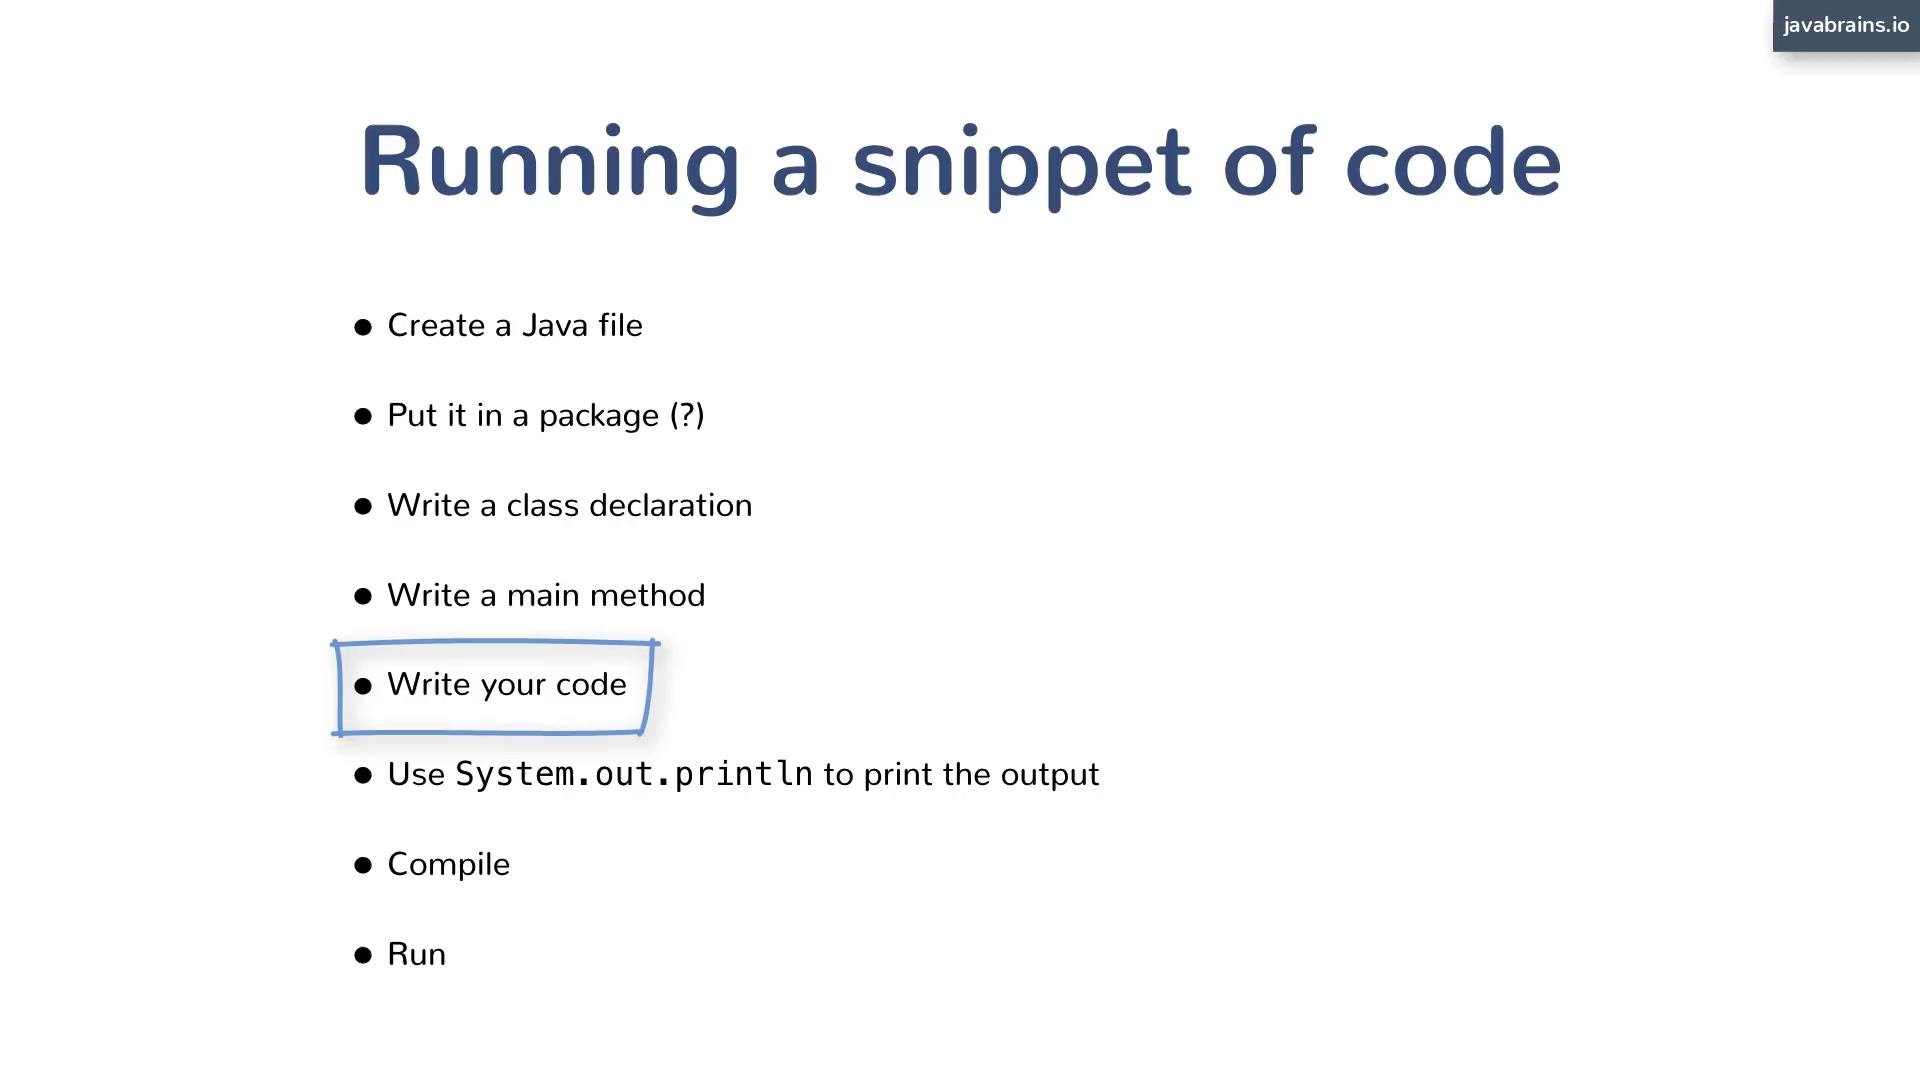 javabrains.io
Running a snippet of code
● Create a Java file
● Put it in a package (?)
● Write a class declaration
● Write a main method
● Write your code
● Use System.out.println to print the output
● Compile
● Run